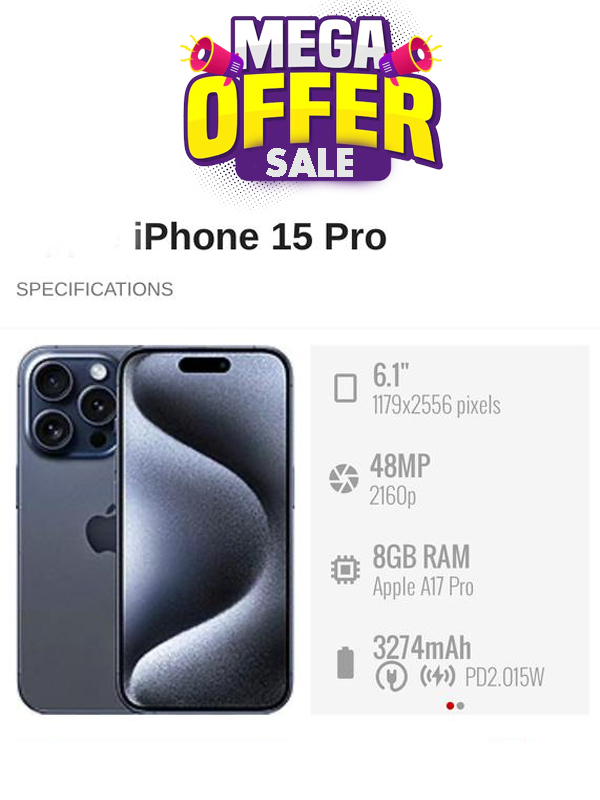 MEGA
OFFER
SALE
iPhone 15 Pro
SPECIFICATIONS
6.1"
1179x2556 pixels
48MP
2160p
8GB RAM
Apple A17 Pro
3274mAh
PD2.015W